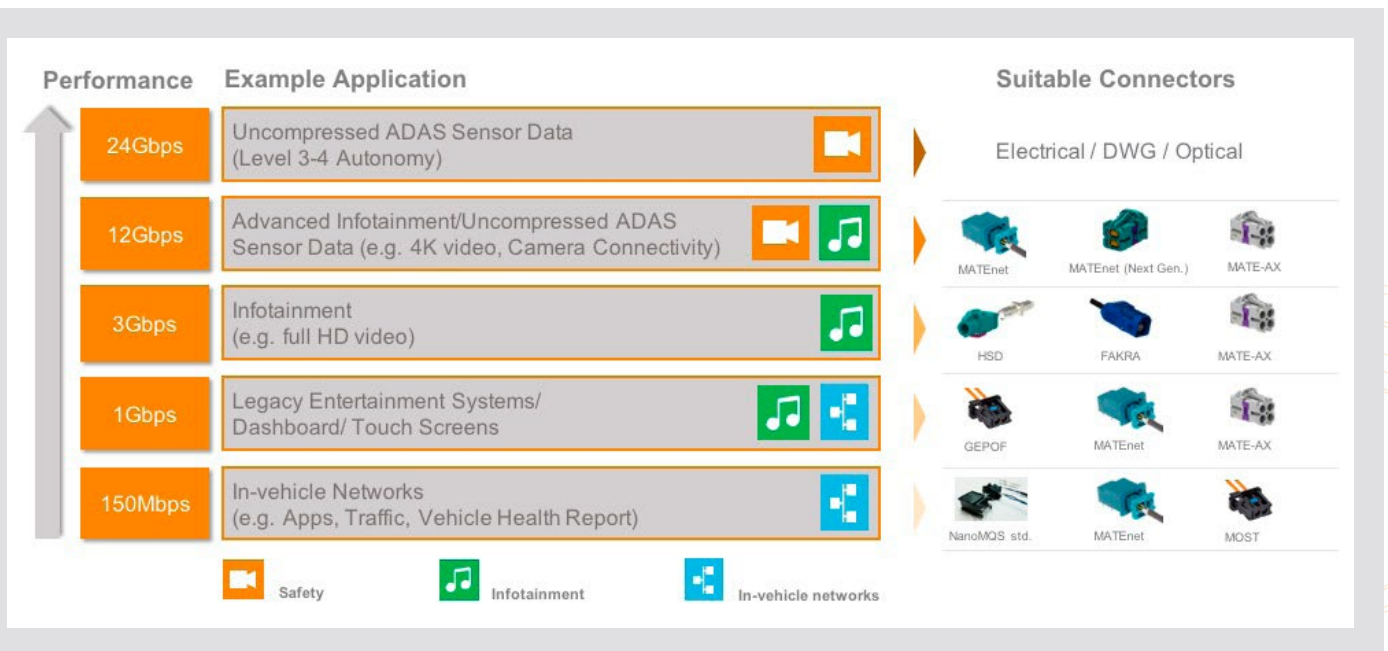 Performance
Example Application
Suitable Connectors
24Gbps
Uncompressed ADAS Sensor Data
(Level 3-4 Autonomy)
Electrical / DWG / Optical
12Gbps
Advanced Infotainment/Uncompressed ADAS
Sensor Data (e.g. 4K video, Camera Connectivity)
MATEnet
MATEnet (Next Gen.)
MATE-AX
3Gbps
Infotainment
(e.g. full HD video)
HSD
FAKRA
MATE-AX
1Gbps
Legacy Entertainment Systems/
Dashboard/ Touch Screens
GEPOF
MATEnet
MATE-AX
150Mbps
In-vehicle Networks
(e.g. Apps, Traffic, Vehicle Health Report)
NanoMQS std.
MATEnet
MOST
Safety
Infotainment
In-vehicle networks